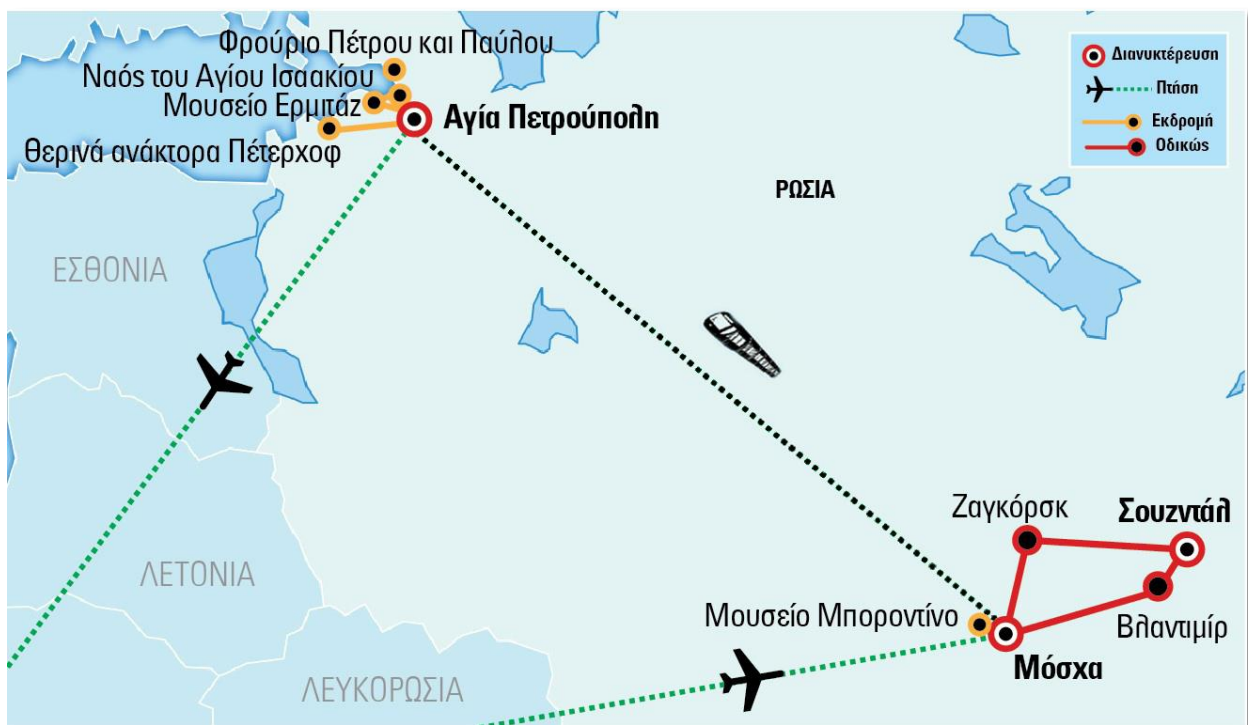 Φρούριο Πέτρου και Παύλου
Ναός του Αγίου Ισαακίου
Μουσείο Ερμιτάζ
Αγία Πετρούπολη
Θερινά ανάκτορα Πέτερχοφ
Διανυκτέρευση
Πτήση
Εκδρομή
Οδικώς
ΡΩΣΙΑ
ΕΣΘΟΝΙΑ
Ζαγκόρσκ
Σουζντάλ
ΛΕΤΟΝΙΑ
Μουσείο Μποροντίνο
Βλαντιμίρ
Μόσχα
ΛΕΥΚΟΡΩΣΙΑ